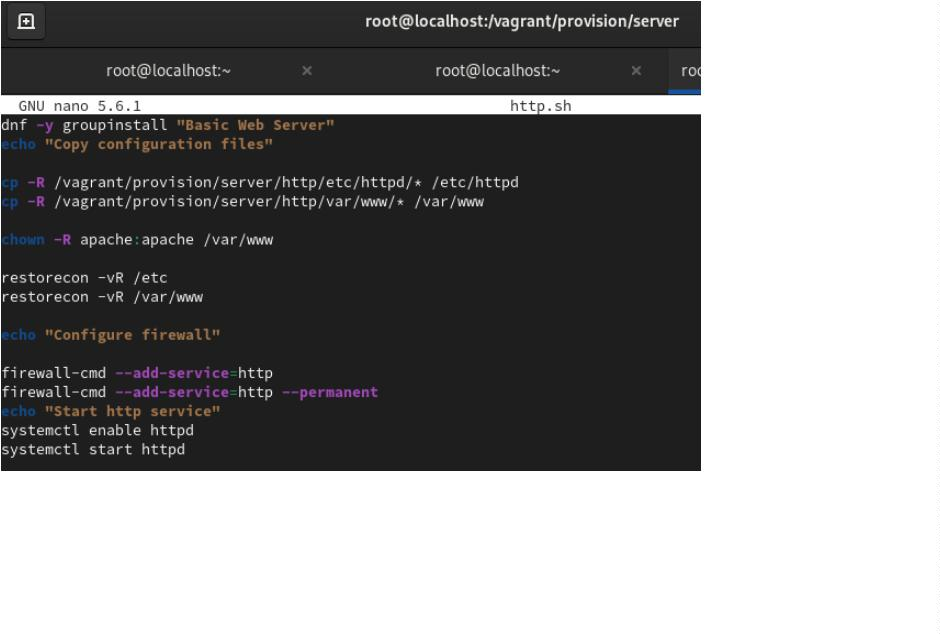 root@localhost:/vagrant/provision/server
root@localhost:~ × root@localhost:~ ×
GNU nano 5.6.1 http.sh
dnf -y groupinstall "Basic Web Server"
echo "Copy configuration files"
cp -R /vagrant/provision/server/http/etc/httpd/* /etc/httpd
cp -R /vagrant/provision/server/http/var/www/* /var/www
chown -R apache:apache /var/www
restorecon -vR /etc
restorecon -vR /var/www
echo "Configure firewall"
firewall-cmd --add-service=http
firewall-cmd --add-service=http --permanent
echo "Start http service"
systemctl enable httpd
systemctl start httpd